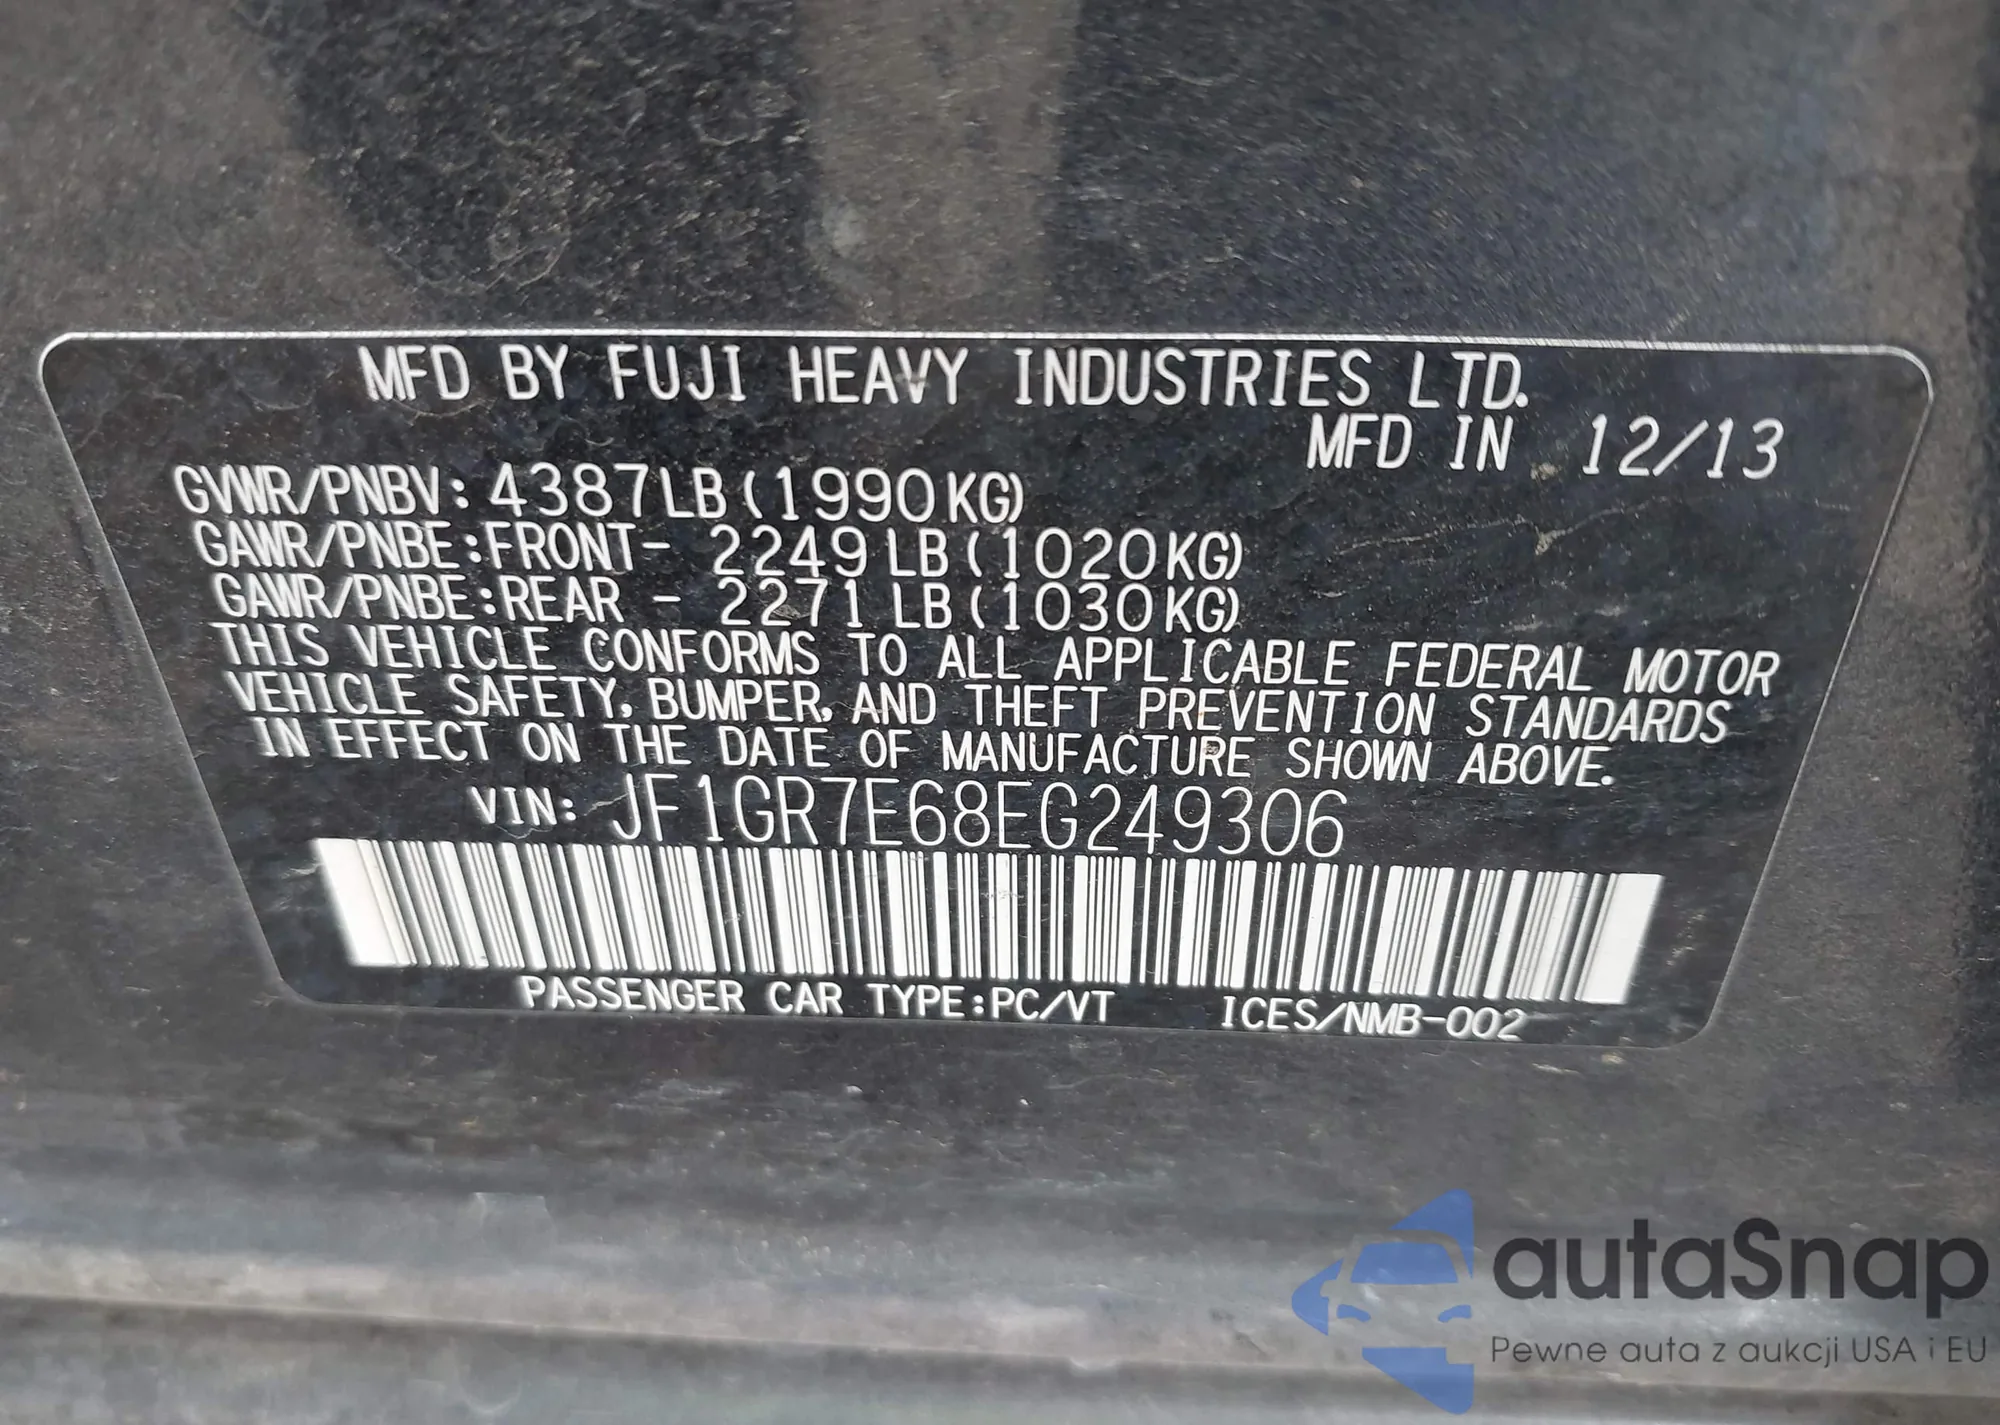 MFD BY FUJI HEAVY INDUSTRIES LTD.
MFD IN 12/13
GVWR/PNBV: 4387LB(1990KG)
GAWR/PNBE:FRONT- 2249LB(1020KG)
GAWR/PNBE:REAR - 2271LB(1030KG)
THIS VEHICLE CONFORMS TO ALL APPLICABLE FEDERAL MOTOR
VEHICLE SAFETY, BUMPER, AND THEFT PREVENTION STANDARDS
IN EFFECT ON THE DATE OF MANUFACTURE SHOWN ABOVE.
VIN: JF1GR7E68EG249306
PASSENGER CAR TYPE:PC/VT ICES/NMB-002
autaSnap
Pewne auta z aukcji USA i EU